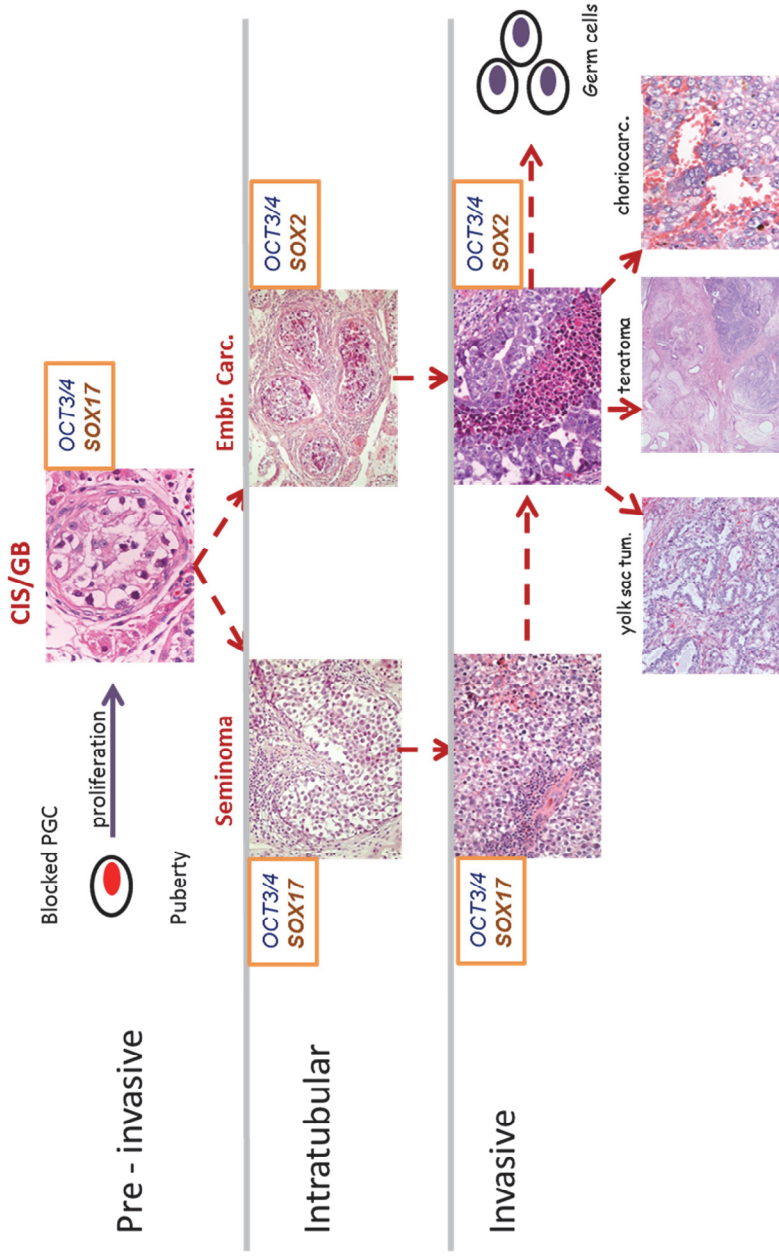 Pre - invasive
Blocked PGC
proliferation
Puberty
CIS/GB
OCT3/4
SOX17
Intratubular
OCT3/4
SOX17
Seminoma
Embr. Carc.
OCT3/4
SOX2
Invasive
OCT3/4
SOX17
OCT3/4
SOX2
Germ cells
yolk sac tum.
teratoma
choriocarc.